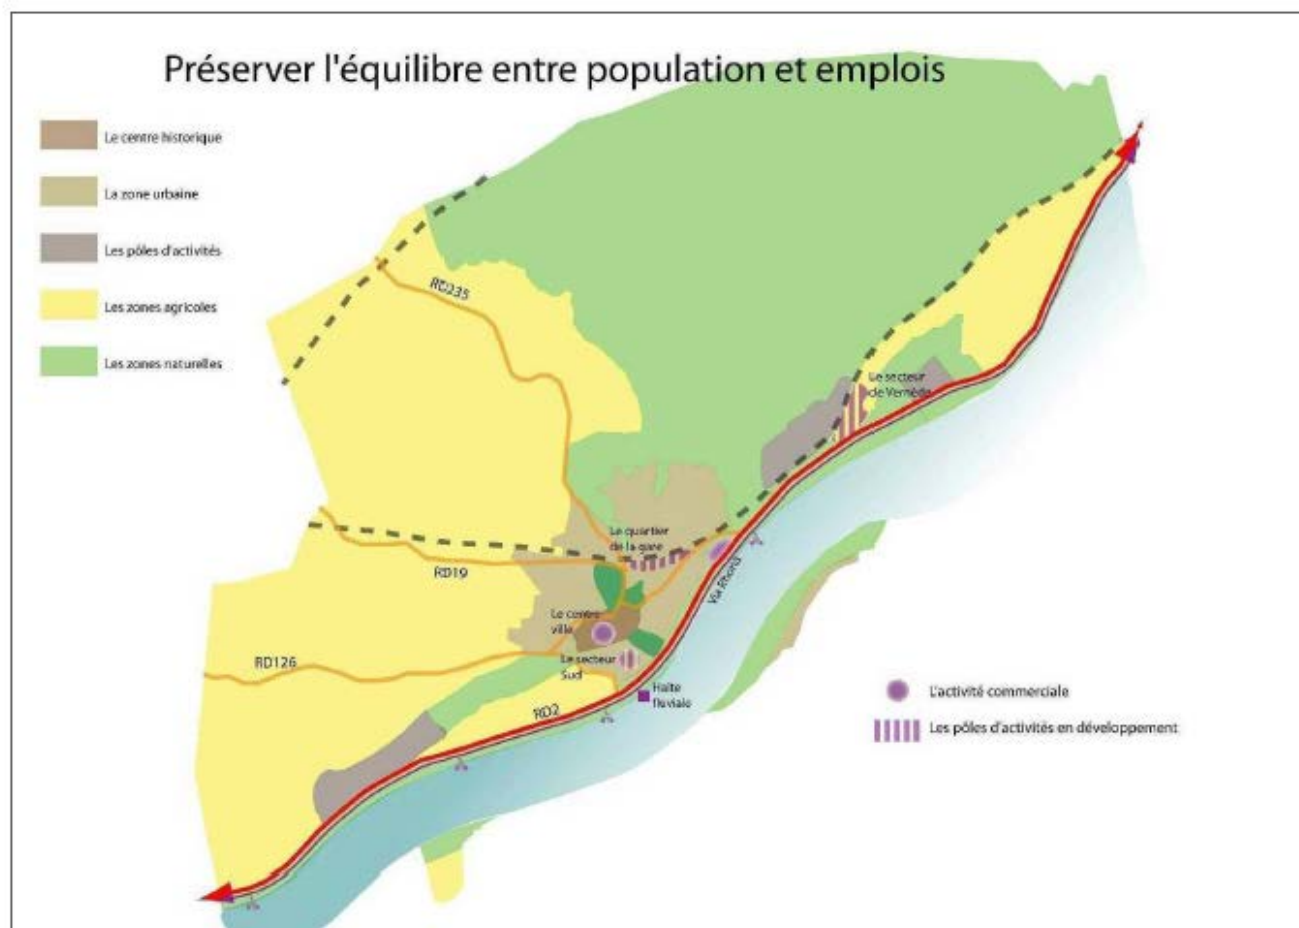 Préserver l'équilibre entre population et emplois
Le centre historique
La zone urbaine
Les pôles d'activités
Les zones agricoles
Les zones naturelles
RD235
Le secteur
de Vernède
Le quartier
de la gare
RD19
Via Rhona
Le centre
ville
RD126
Le secteur
Sud
Halte
fluviale
RD2
L'activité commerciale
Les pôles d'activités en développement